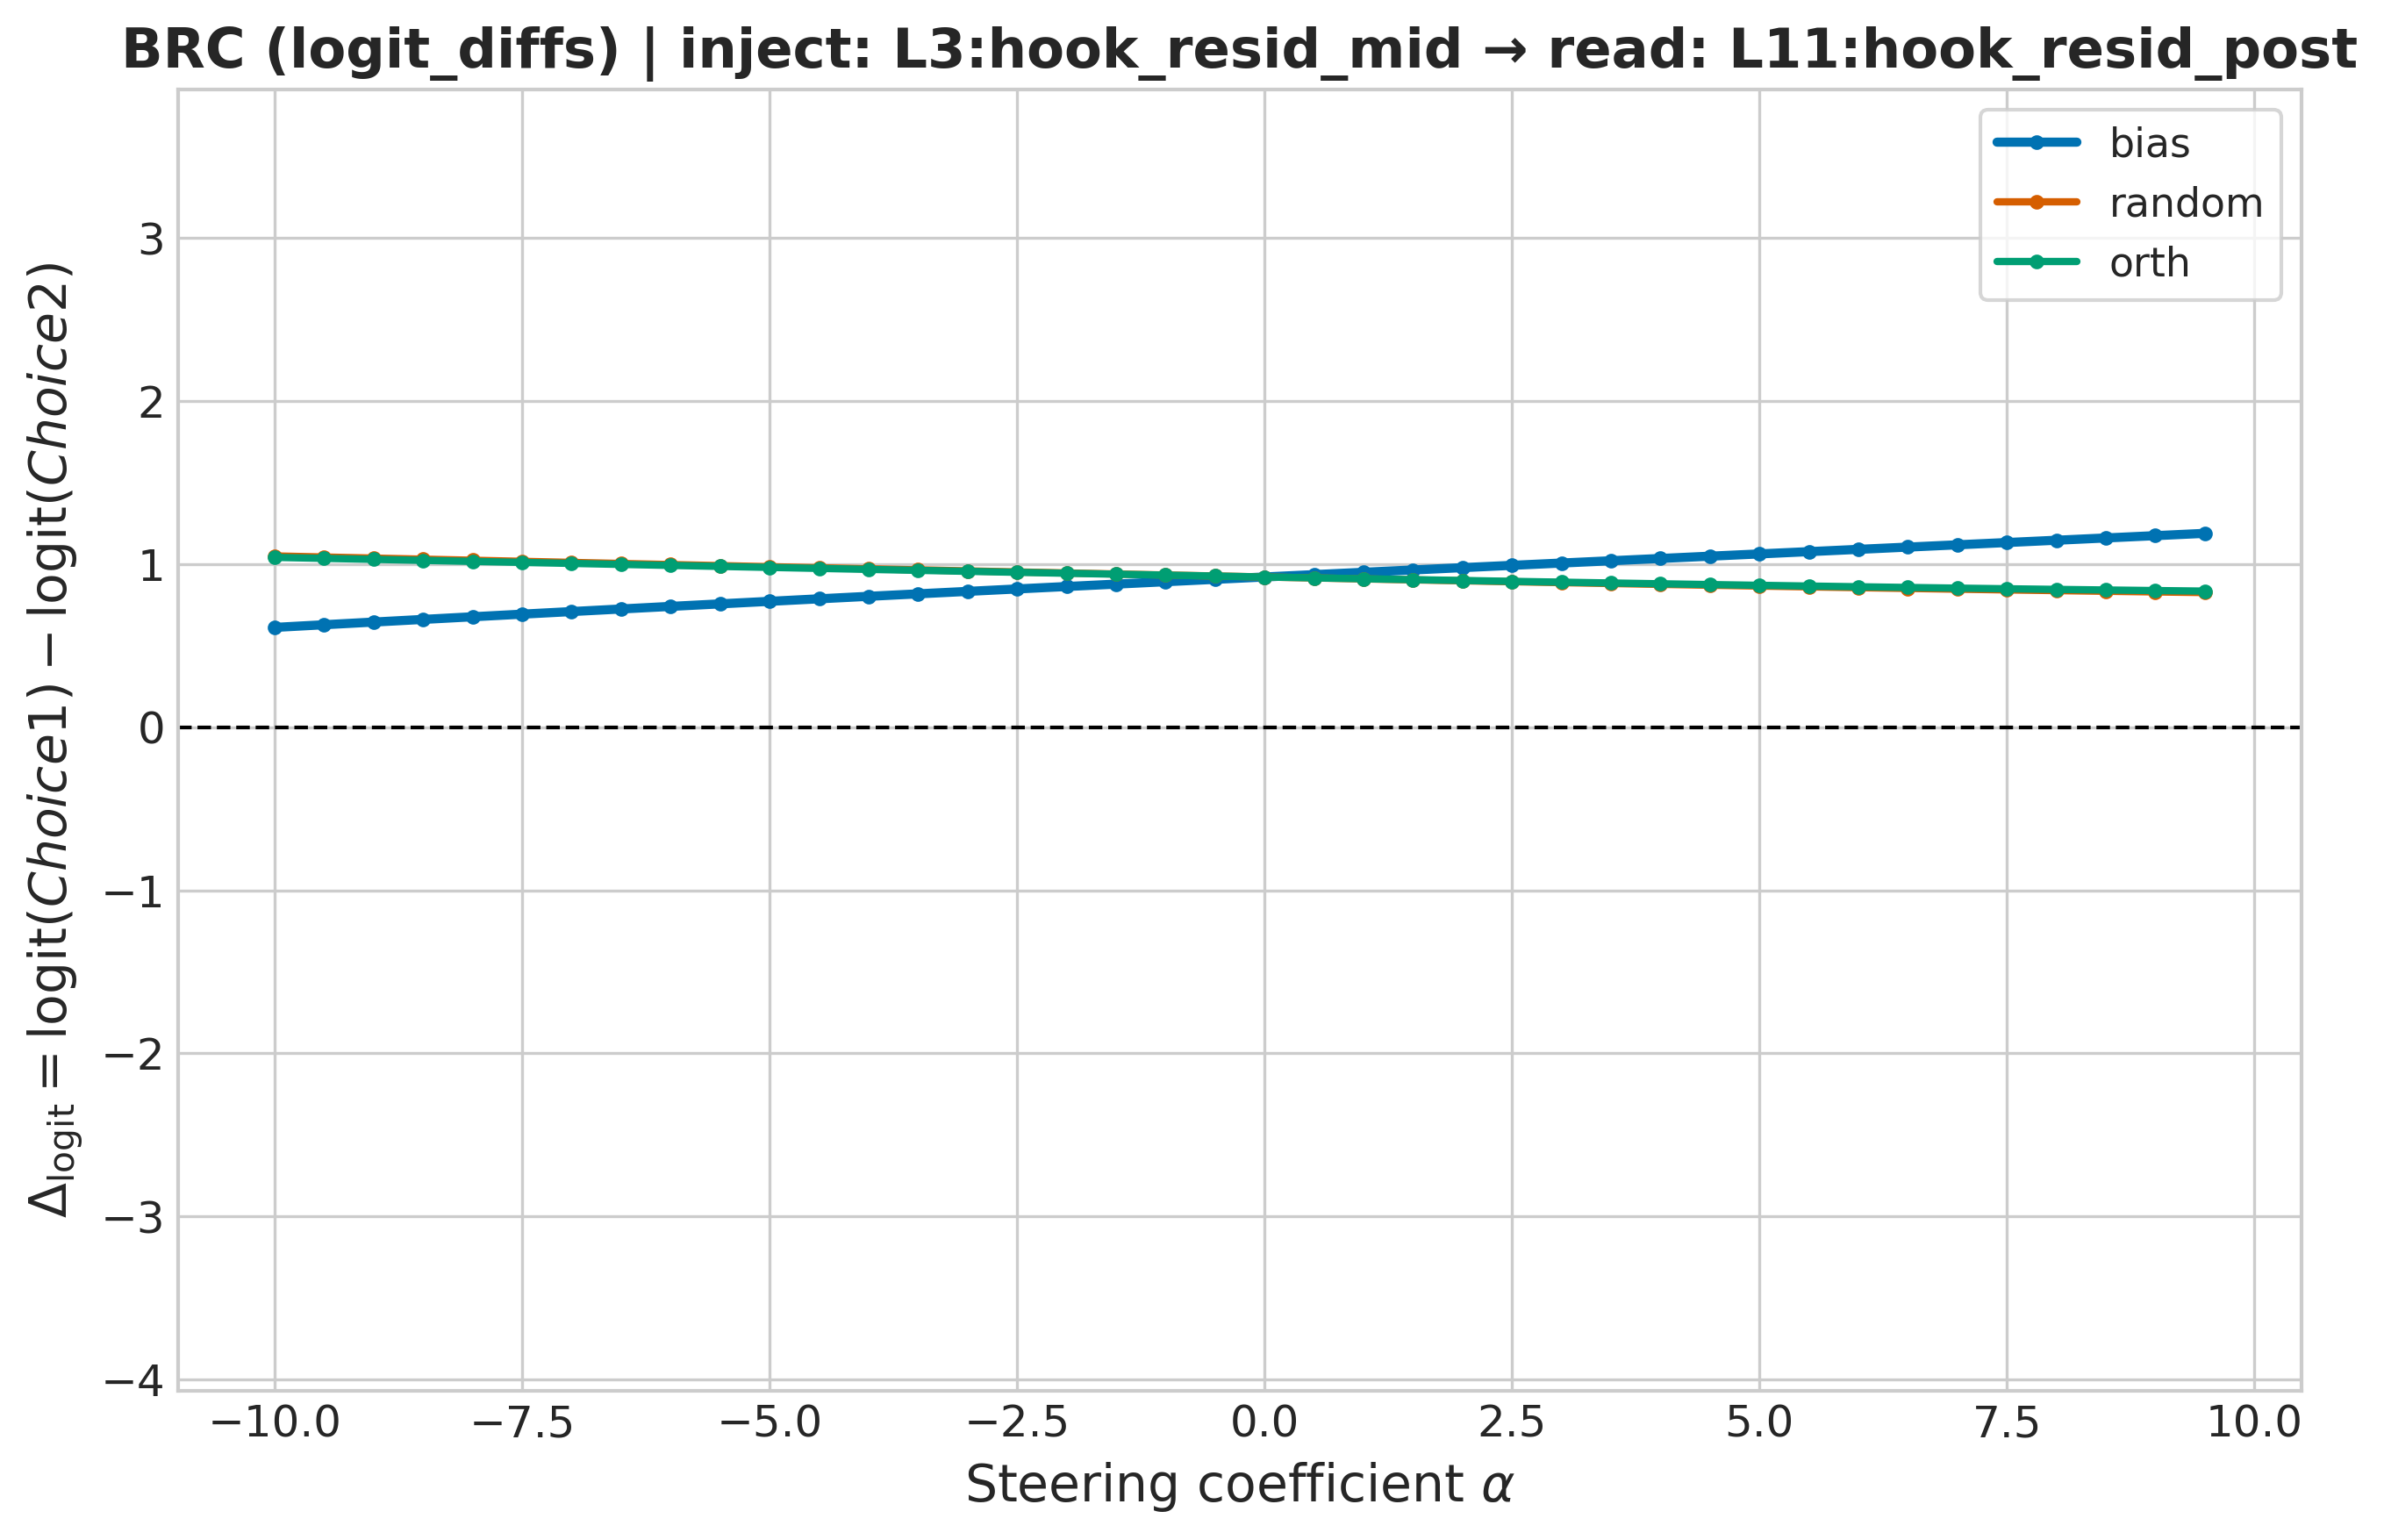 BRC (logit_diffs) | inject: L3:hook_resid_mid → read: L11:hook_resid_post
Δlogit = logit(Choice1) − logit(Choice2)
3
2
1
0
−1
−2
−3
−4
bias
random
orth
−10.0 −7.5 −5.0 −2.5 0.0 2.5 5.0 7.5 10.0
Steering coefficient α